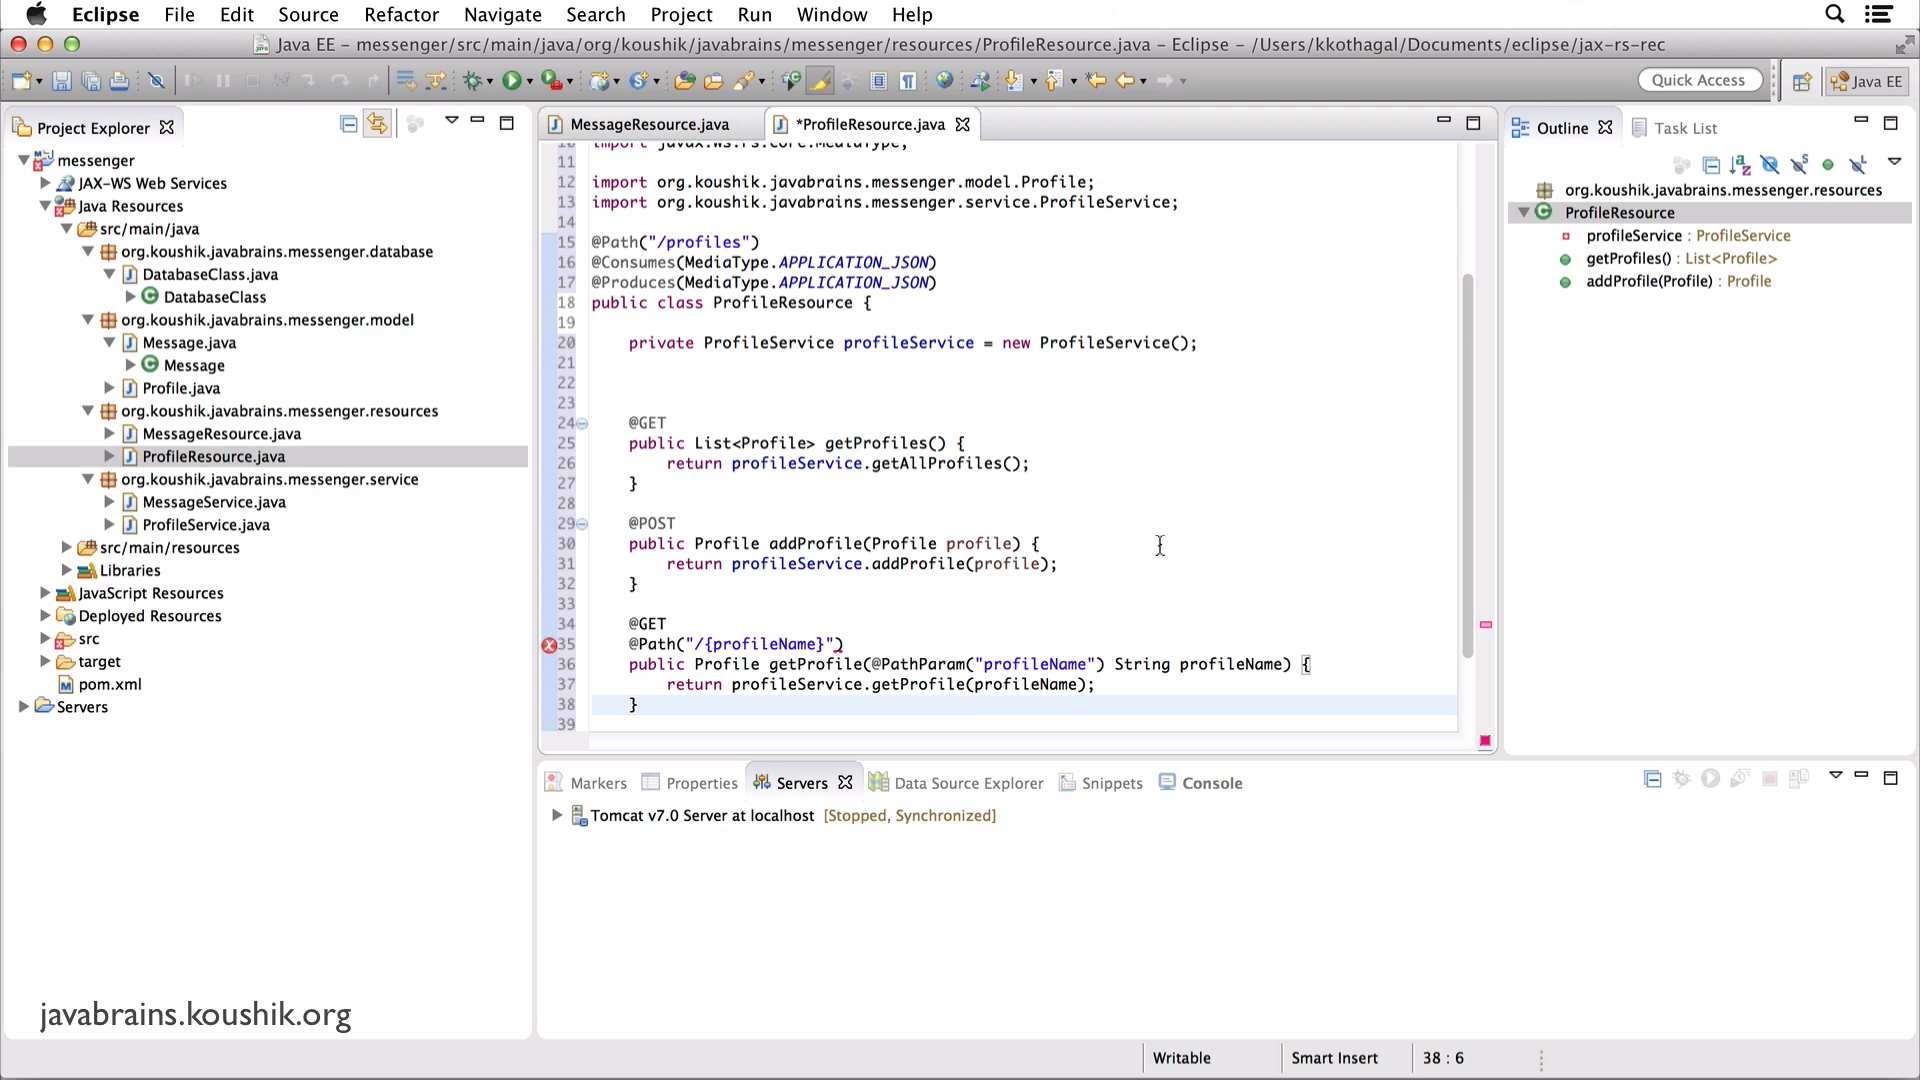 Eclipse File Edit Source Refactor Navigate Search Project Run Window Help
Java EE – messenger/src/main/java/org/koushik/javabrains/messenger/resources/ProfileResource.java – Eclipse – /Users/kkothagal/Documents/eclipse/jax-rs-rec
Quick Access Java EE
Project Explorer
messenger
JAX-WS Web Services
Java Resources
src/main/java
org.koushik.javabrains.messenger.database
DatabaseClass.java
DatabaseClass
org.koushik.javabrains.messenger.model
Message.java
Message
Profile.java
org.koushik.javabrains.messenger.resources
MessageResource.java
ProfileResource.java
org.koushik.javabrains.messenger.service
MessageService.java
ProfileService.java
src/main/resources
Libraries
JavaScript Resources
Deployed Resources
src
target
pom.xml
Servers
javabrains.koushik.org
MessageResource.java *ProfileResource.java
10 import javax.ws.rs.core.MediaType;
11
12 import org.koushik.javabrains.messenger.model.Profile;
13 import org.koushik.javabrains.messenger.service.ProfileService;
14
15 @Path("/profiles")
16 @Consumes(MediaType.APPLICATION_JSON)
17 @Produces(MediaType.APPLICATION_JSON)
18 public class ProfileResource {
19
20 private ProfileService profileService = new ProfileService();
21
22
23
24 @GET
25 public List<Profile> getProfiles() {
26 return profileService.getAllProfiles();
27 }
28
29 @POST
30 public Profile addProfile(Profile profile) {
31 return profileService.addProfile(profile);
32 }
33
34 @GET
35 @Path("/{profileName}")
36 public Profile getProfile(@PathParam("profileName") String profileName) {
37 return profileService.getProfile(profileName);
38 }
39
Outline Task List
org.koushik.javabrains.messenger.resources
ProfileResource
profileService : ProfileService
getProfiles() : List<Profile>
addProfile(Profile) : Profile
Markers Properties Servers Data Source Explorer Snippets Console
Tomcat v7.0 Server at localhost [Stopped, Synchronized]
Writable Smart Insert 38 : 6